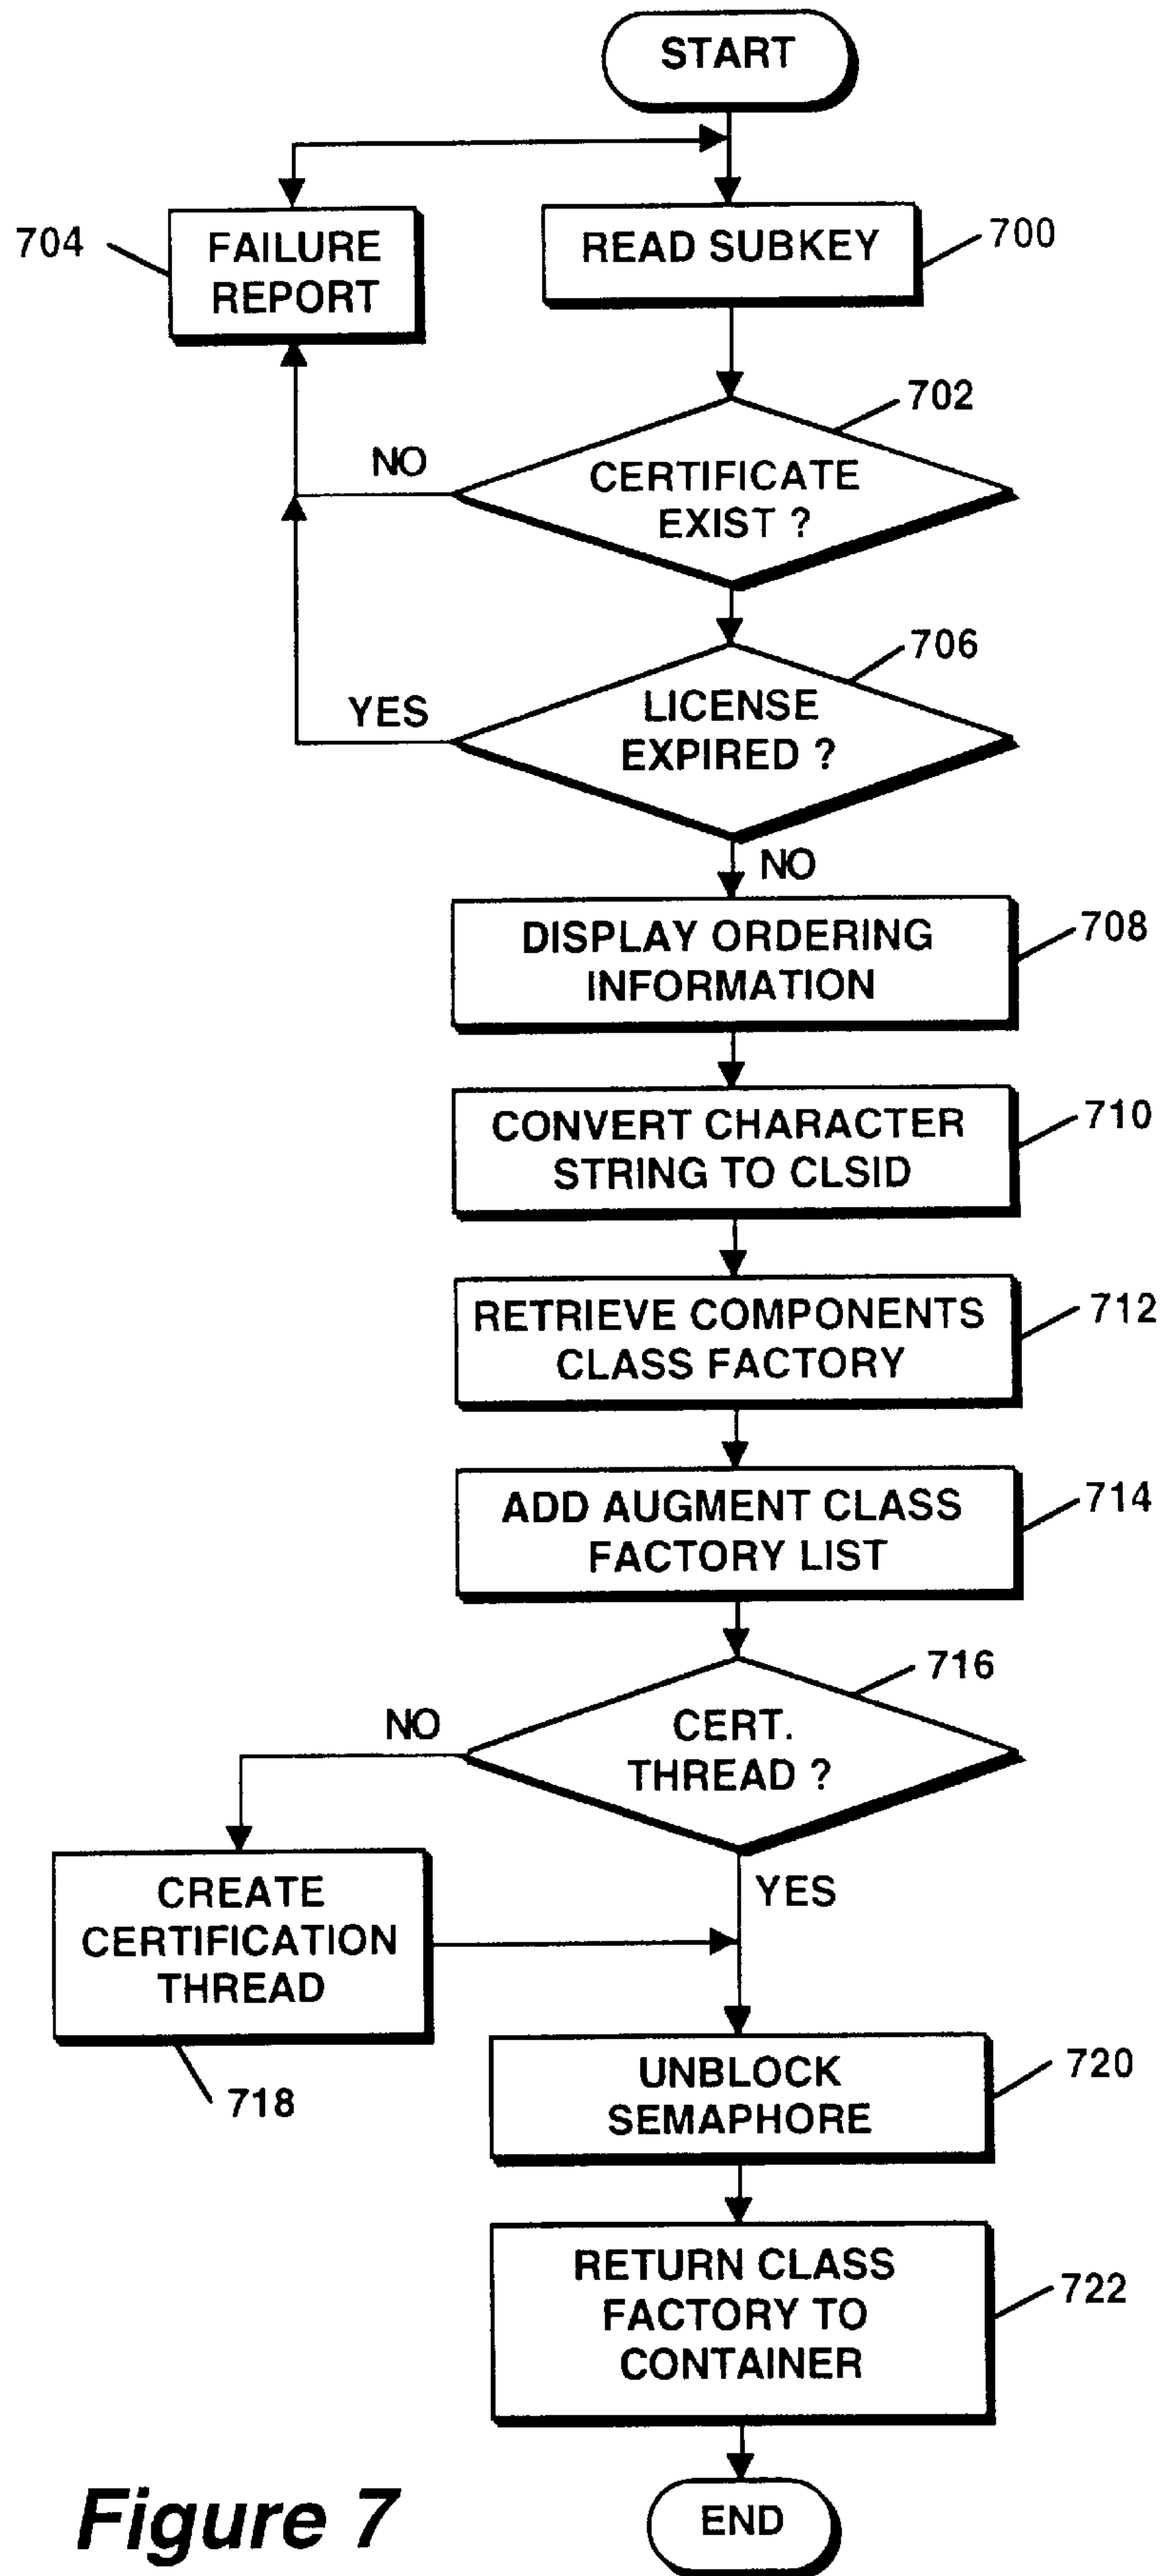 START
704
FAILURE
REPORT
READ SUBKEY
700
702
NO
CERTIFICATE
EXIST ?
706
YES
LICENSE
EXPIRED ?
NO
DISPLAY ORDERING
INFORMATION
708
CONVERT CHARACTER
STRING TO CLSID
710
RETRIEVE COMPONENTS
CLASS FACTORY
712
ADD AUGMENT CLASS
FACTORY LIST
714
716
NO
CERT.
THREAD ?
YES
CREATE
CERTIFICATION
THREAD
718
UNBLOCK
SEMAPHORE
720
RETURN CLASS
FACTORY TO
CONTAINER
722
END
Figure 7